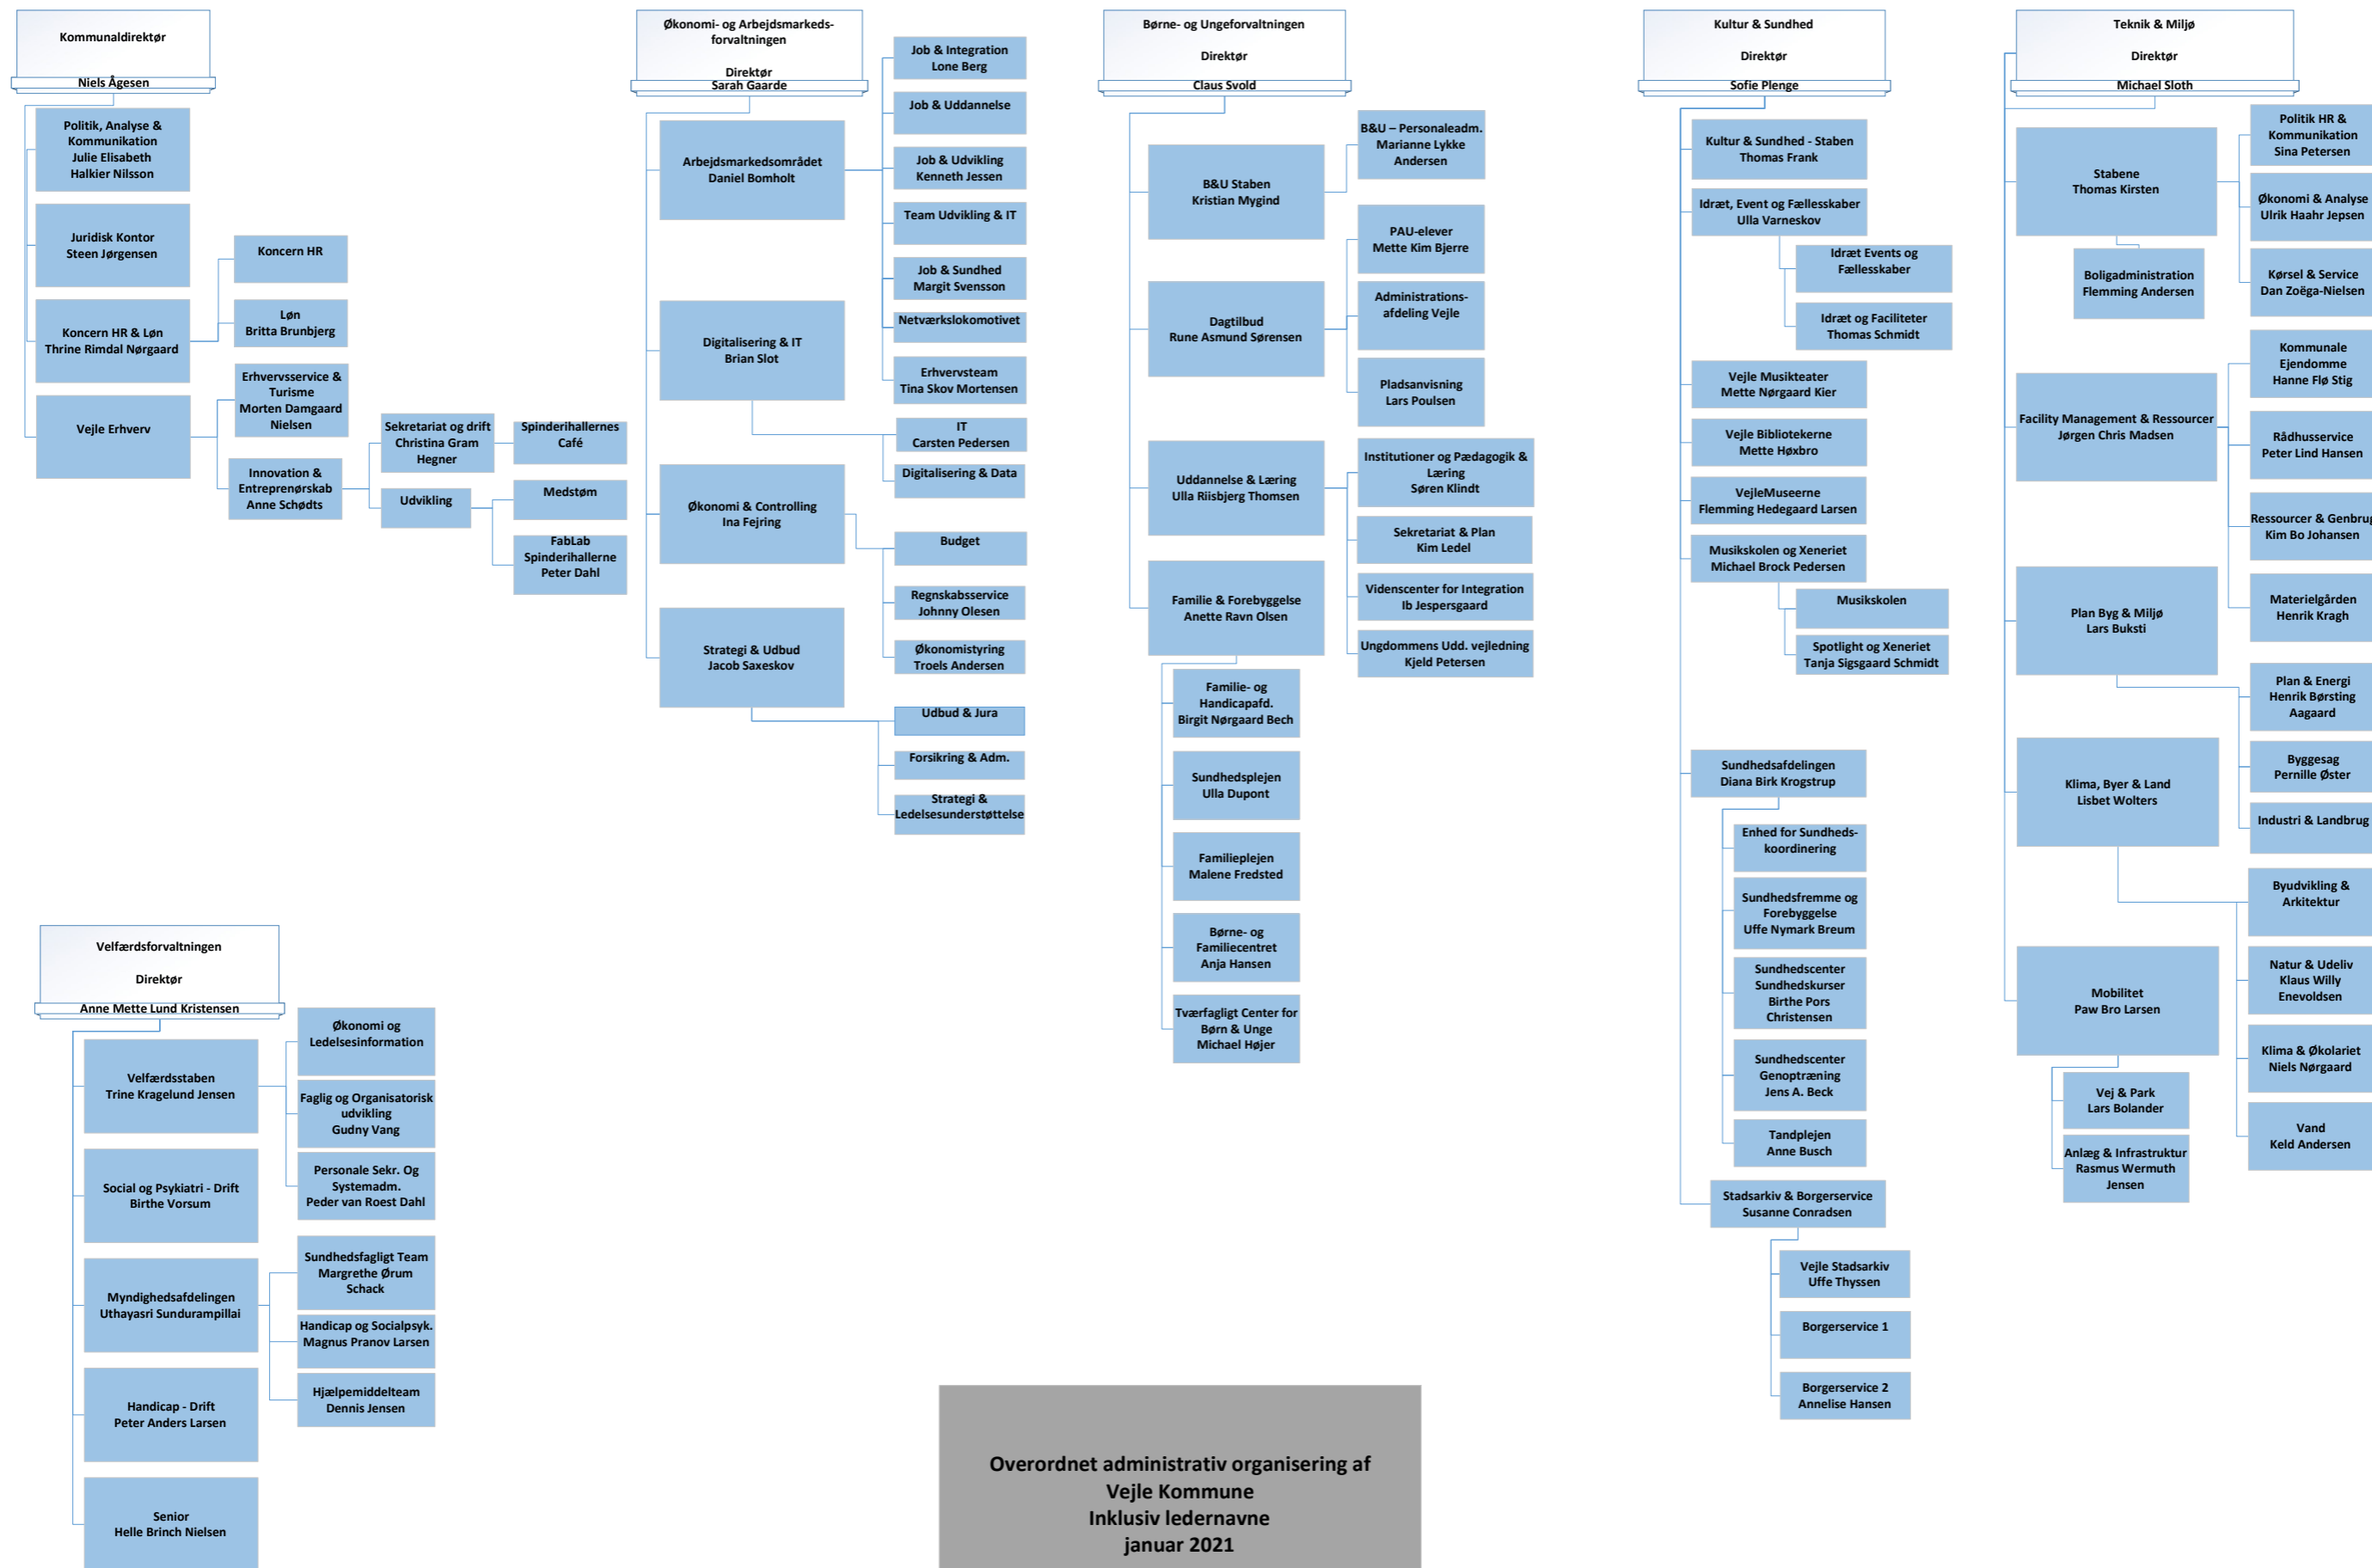 Kommunaldirektør
Niels Ågesen
Politik, Analyse &
Kommunikation
Julie Elisabeth
Halkier Nilsson
Juridisk Kontor
Steen Jørgensen
Koncern HR & Løn
Thrine Rimdal Nørgaard
Koncern HR
Løn
Britta Brunbjerg
Vejle Erhverv
Erhvervsservice &
Turisme
Morten Damgaard
Nielsen
Innovation &
Entreprenørskab
Anne Schødts
Sekretariat og drift
Christina Gram
Hegner
Spinderihallernes
Café
Udvikling
Medstøm
FabLab
Spinderihallerne
Peter Dahl
Økonomi- og Arbejdsmarkeds-
forvaltningen
Direktør
Sarah Gaarde
Arbejdsmarkedsområdet
Daniel Bomholt
Job & Integration
Lone Berg
Job & Uddannelse
Job & Udvikling
Kenneth Jessen
Team Udvikling & IT
Job & Sundhed
Margit Svensson
Netværkslokomotivet
Erhvervsteam
Tina Skov Mortensen
Digitalisering & IT
Brian Slot
IT
Carsten Pedersen
Digitalisering & Data
Økonomi & Controlling
Ina Fejring
Budget
Regnskabsservice
Johnny Olesen
Økonomistyring
Troels Andersen
Strategi & Udbud
Jacob Saxeskov
Udbud & Jura
Forsikring & Adm.
Strategi &
Ledelsesunderstøttelse
Børne- og Ungeforvaltningen
Direktør
Claus Svold
B&U Staben
Kristian Mygind
B&U – Personaleadm.
Marianne Lykke
Andersen
Dagtilbud
Rune Asmund Sørensen
PAU-elever
Mette Kim Bjerre
Administrations-
afdeling Vejle
Pladsanvisning
Lars Poulsen
Uddannelse & Læring
Ulla Riisbjerg Thomsen
Institutioner og Pædagogik &
Læring
Søren Klindt
Sekretariat & Plan
Kim Ledel
Videnscenter for Integration
Ib Jespersgaard
Ungdommens Udd. vejledning
Kjeld Petersen
Familie & Forebyggelse
Anette Ravn Olsen
Familie- og
Handicapafd.
Birgit Nørgaard Bech
Sundhedsplejen
Ulla Dupont
Familieplejen
Malene Fredsted
Børne- og
Familiecentret
Anja Hansen
Tværfagligt Center for
Børn & Unge
Michael Højer
Kultur & Sundhed
Direktør
Sofie Plenge
Kultur & Sundhed - Staben
Thomas Frank
Idræt, Event og Fællesskaber
Ulla Varneskov
Idræt Events og
Fællesskaber
Idræt og Faciliteter
Thomas Schmidt
Vejle Musikteater
Mette Nørgaard Kier
Vejle Bibliotekerne
Mette Høxbro
VejleMuseerne
Flemming Hedegaard Larsen
Musikskolen og Xeneriet
Michael Brock Pedersen
Musikskolen
Spotlight og Xeneriet
Tanja Sigsgaard Schmidt
Sundhedsafdelingen
Diana Birk Krogstrup
Enhed for Sundheds-
koordinering
Sundhedsfremme og
Forebyggelse
Uffe Nymark Breum
Sundhedscenter
Sundhedskurser
Birthe Pors
Christensen
Sundhedscenter
Genoptræning
Jens A. Beck
Tandplejen
Anne Busch
Stadsarkiv & Borgerservice
Susanne Conradsen
Vejle Stadsarkiv
Uffe Thyssen
Borgerservice 1
Borgerservice 2
Annelise Hansen
Teknik & Miljø
Direktør
Michael Sloth
Stabene
Thomas Kirsten
Politik HR &
Kommunikation
Sina Petersen
Økonomi & Analyse
Ulrik Haahr Jepsen
Kørsel & Service
Dan Zoëga-Nielsen
Boligadministration
Flemming Andersen
Facility Management & Ressourcer
Jørgen Chris Madsen
Kommunale
Ejendomme
Hanne Flø Stig
Rådhusservice
Peter Lind Hansen
Ressourcer & Genbrug
Kim Bo Johansen
Materielgården
Henrik Kragh
Plan Byg & Miljø
Lars Buksti
Plan & Energi
Henrik Børsting
Aagaard
Byggesag
Pernille Øster
Industri & Landbrug
Klima, Byer & Land
Lisbet Wolters
Byudvikling &
Arkitektur
Natur & Udeliv
Klaus Willy
Enevoldsen
Klima & Økolariet
Niels Nørgaard
Vand
Keld Andersen
Mobilitet
Paw Bro Larsen
Vej & Park
Lars Bolander
Anlæg & Infrastruktur
Rasmus Wermuth
Jensen
Velfærdsforvaltningen
Direktør
Anne Mette Lund Kristensen
Velfærdsstaben
Trine Kragelund Jensen
Økonomi og
Ledelsesinformation
Faglig og Organisatorisk
udvikling
Gudny Vang
Personale Sekr. Og
Systemadm.
Peder van Roest Dahl
Social og Psykiatri - Drift
Birthe Vorsum
Myndighedsafdelingen
Uthayasri Sundurampillai
Sundhedsfagligt Team
Margrethe Ørum
Schack
Handicap og Socialpsyk.
Magnus Pranov Larsen
Hjælpemiddelteam
Dennis Jensen
Handicap - Drift
Peter Anders Larsen
Senior
Helle Brinch Nielsen
Overordnet administrativ organisering af
Vejle Kommune
Inklusiv ledernavne
januar 2021